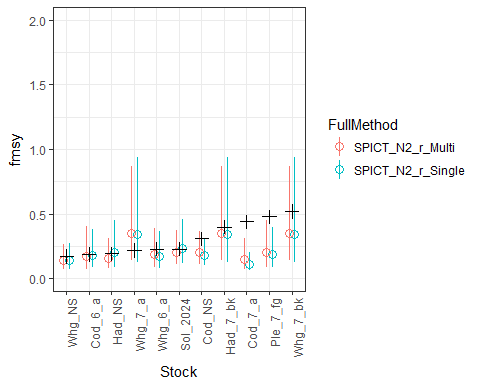 2.0
1.5
1.0
0.5
0.0
fmsy
Whg_NS
Cod_6_a
Had_NS
Whg_7_a
Whg_6_a
Sol_2024
Cod_NS
Had_7_bk
Cod_7_a
Ple_7_fg
Whg_7_bk
Stock
FullMethod
SPICT_N2_r_Multi
SPICT_N2_r_Single